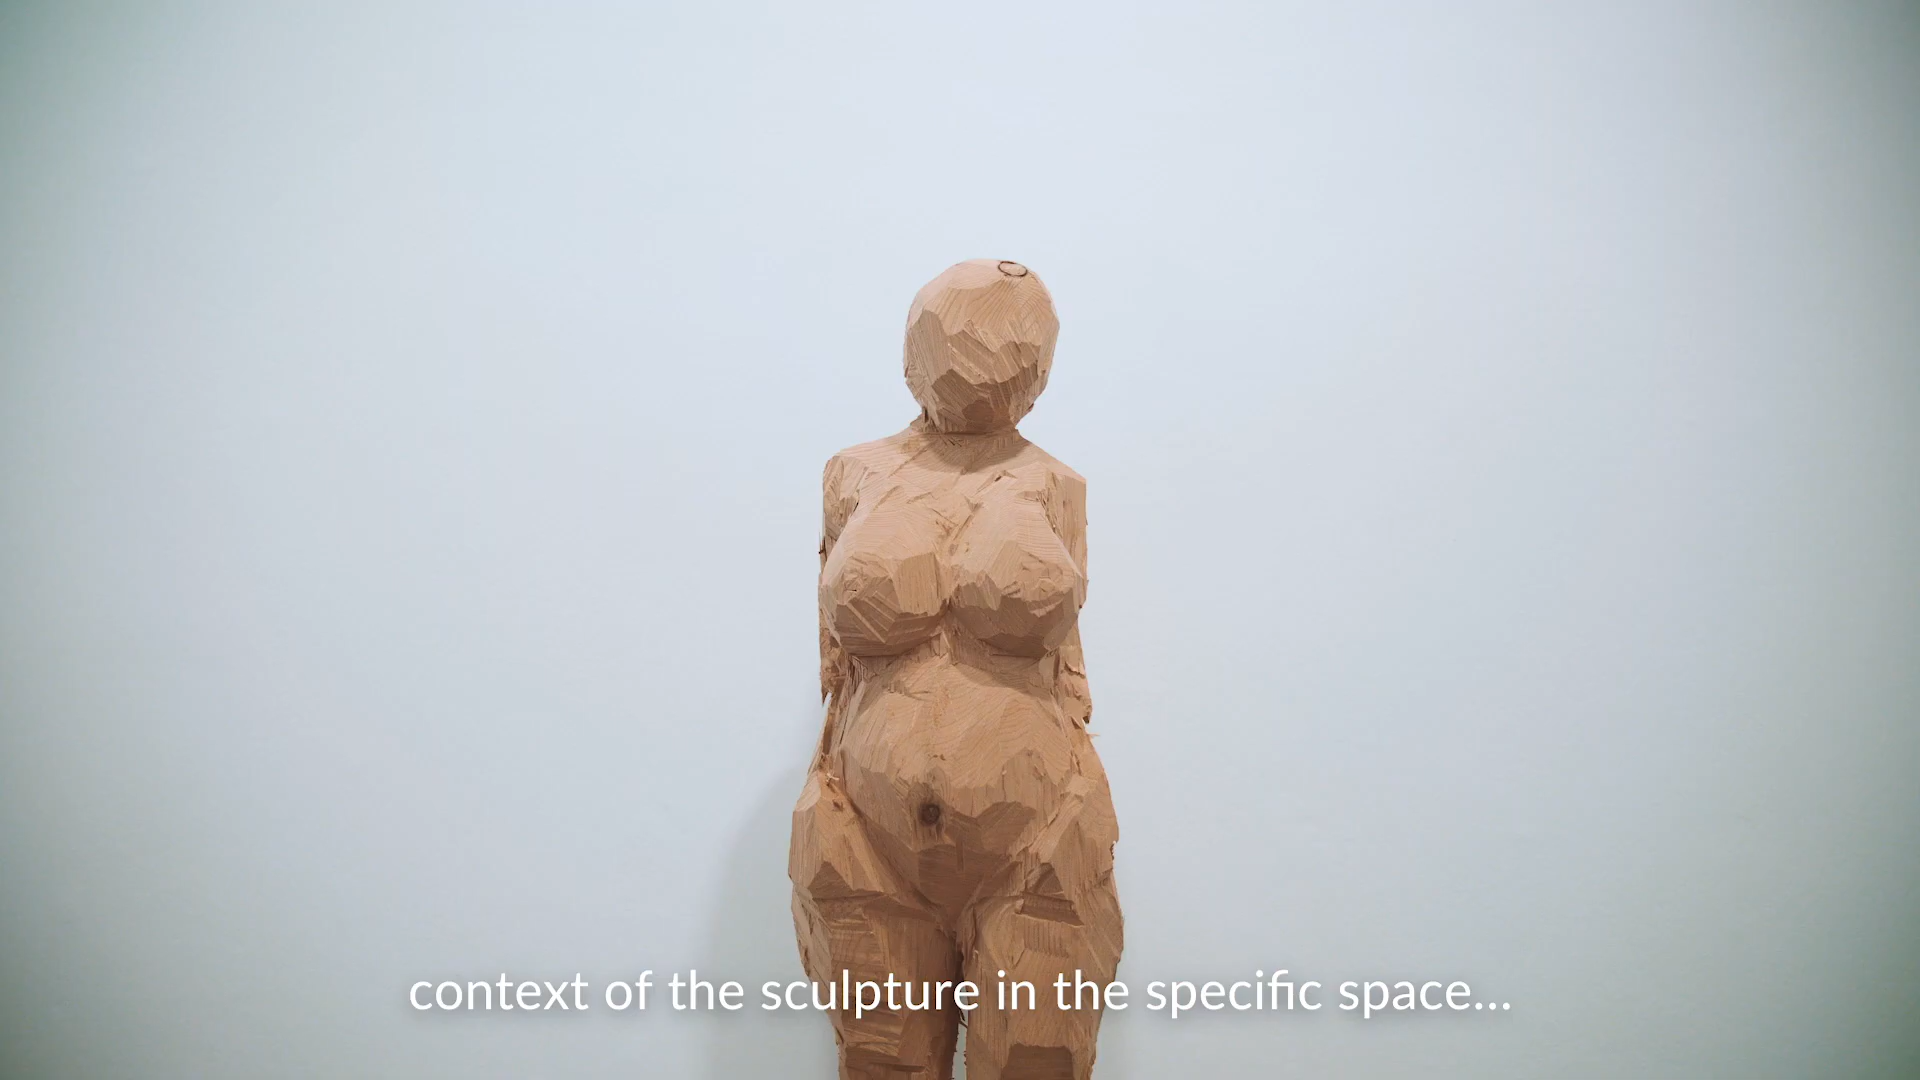 context of the sculpture in the specific space...